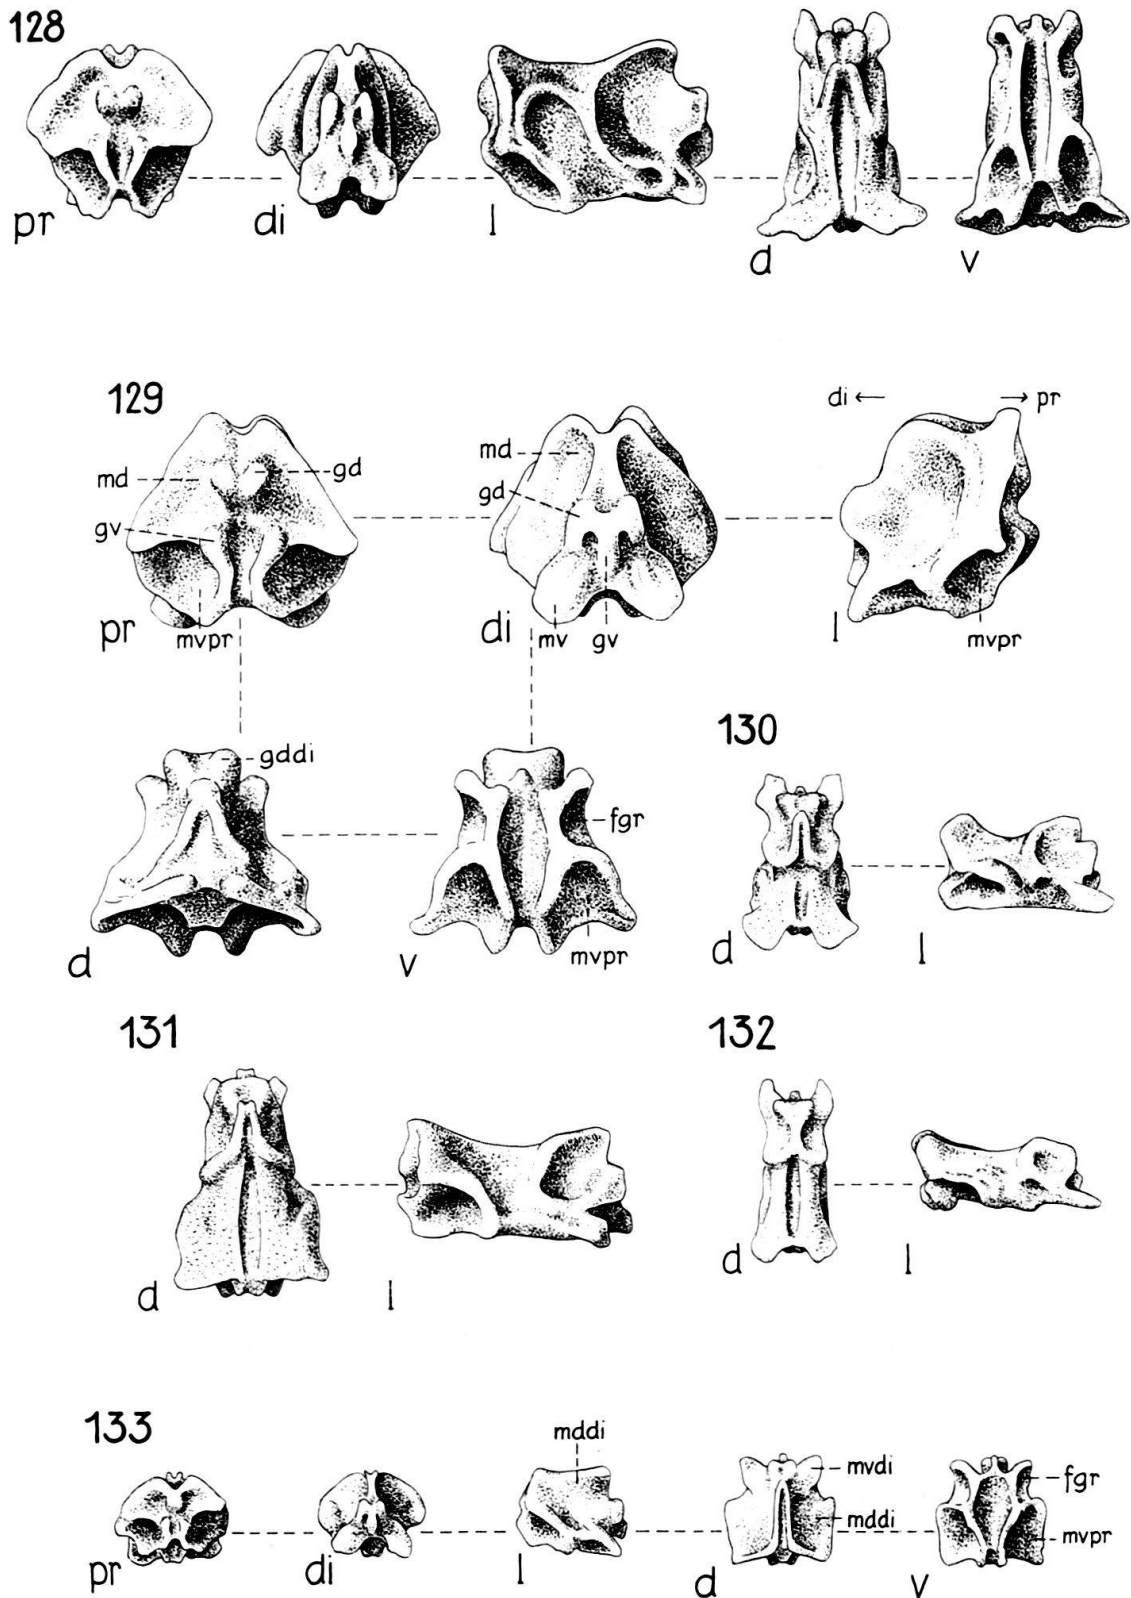 128
pr di l d v
129
di ← → pr
md gd md
gd
gv
pr mvpr di mv gv l mvpr
130
gddi
fgr
d v mvpr d l
131 132
d l d l
133
mddi
mvdi fgr
mddi mvpr
pr di l d v